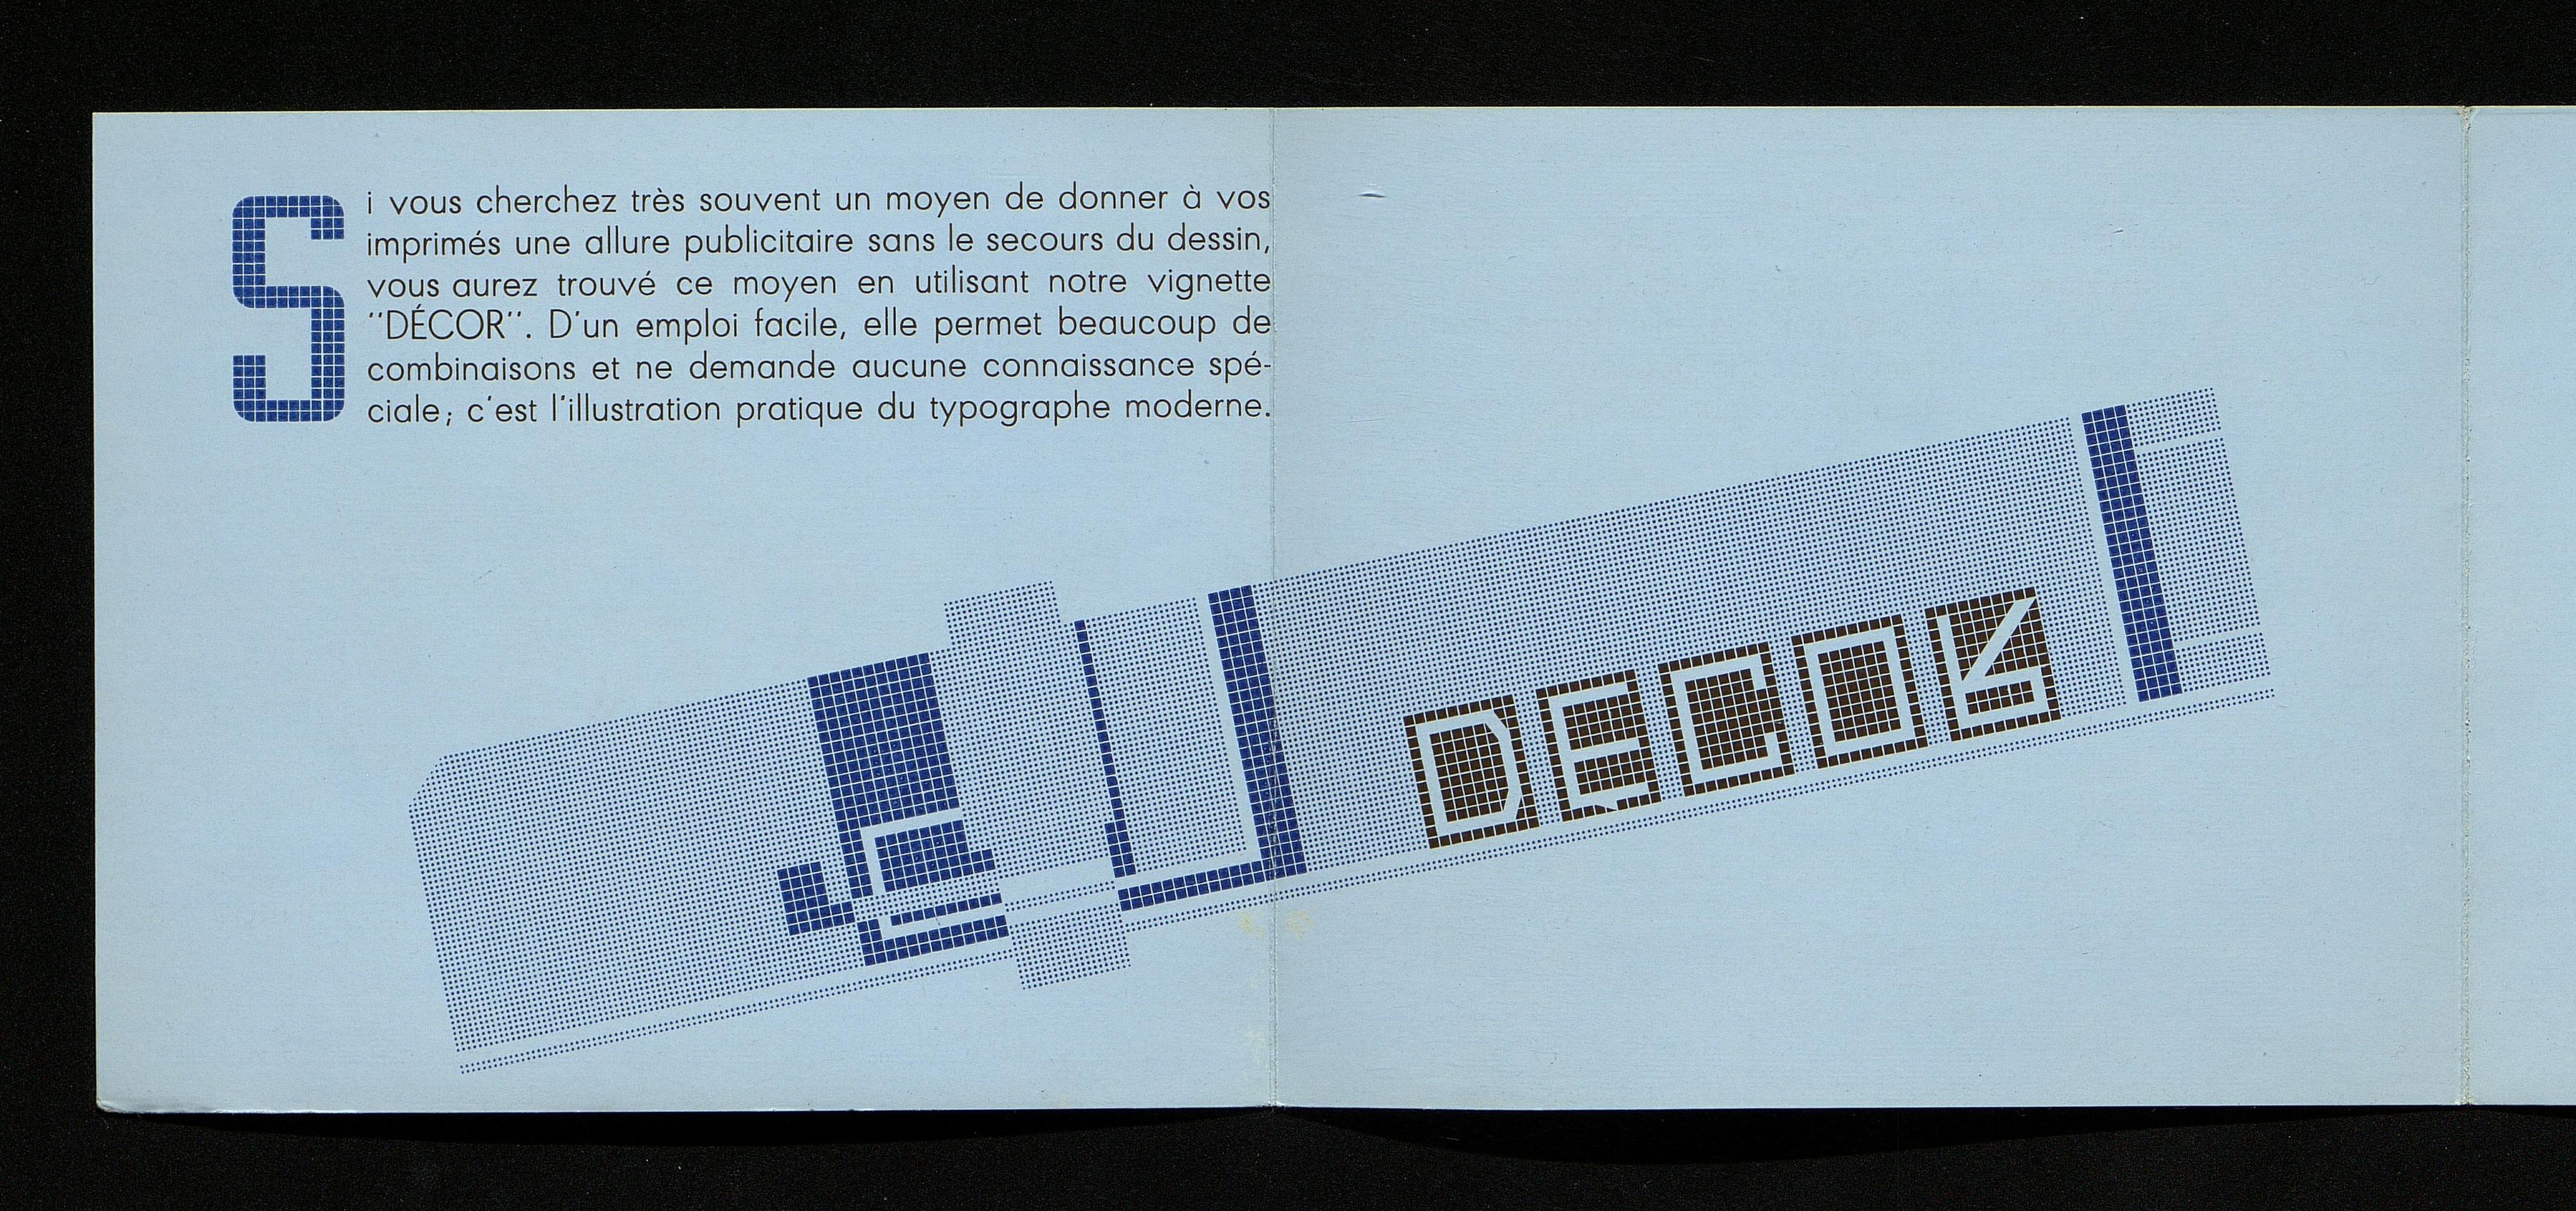 Si vous cherchez très souvent un moyen de donner à vos
imprimés une allure publicitaire sans le secours du dessin,
vous aurez trouvé ce moyen en utilisant notre vignette
"DÉCOR". D'un emploi facile, elle permet beaucoup de
combinaisons et ne demande aucune connaissance spé-
ciale; c'est l'illustration pratique du typographe moderne.
DECOR